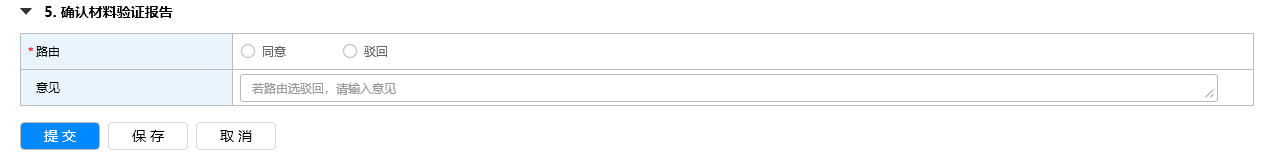 5. 确认材料验证报告
*路由 同意 驳回
意见 若路由选驳回，请输入意见
提交 保存 取消